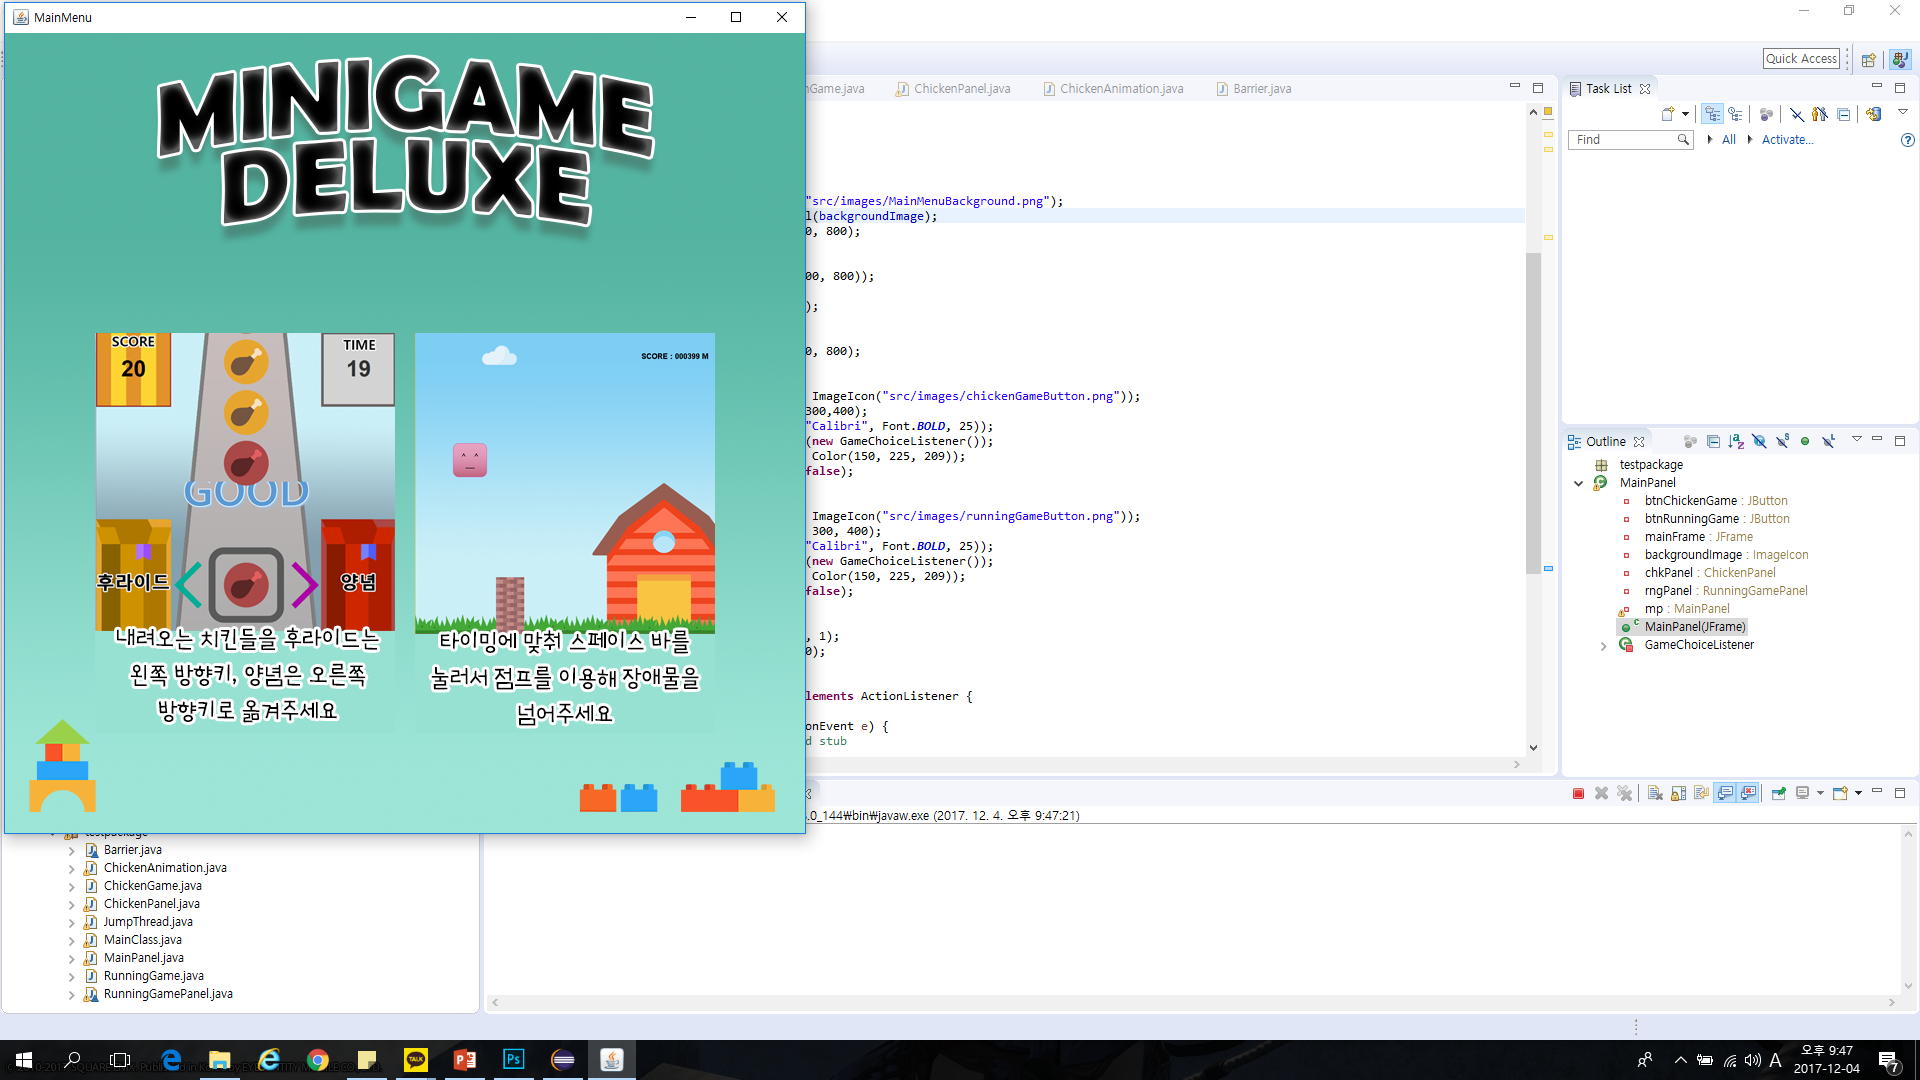 MainMenu
MINIGAME
DELUXE
SCORE
20
TIME
19
GOOD
후라이드
양념
내려오는 치킨들을 후라이드는
왼쪽 방향키, 양념은 오른쪽
방향키로 옮겨주세요
SCORE : 000399 M
타이밍에 맞춰 스페이스 바를
눌러서 점프를 이용해 장애물을
넘어주세요
Quick Access
Game.java
ChickenPanel.java
ChickenAnimation.java
Barrier.java
"src/images/MainMenuBackground.png");
(backgroundImage);
0, 800);
00, 800));
);
0, 800);
ImageIcon("src/images/chickenGameButton.png"));
300,400);
"Calibri", Font.BOLD, 25));
(new GameChoiceListener());
Color(150, 225, 209));
false);
ImageIcon("src/images/runningGameButton.png"));
300, 400);
"Calibri", Font.BOLD, 25));
(new GameChoiceListener());
Color(150, 225, 209));
false);
, 1);
0);
lements ActionListener {
onEvent e) {
d stub
Task List
Find
All
Activate...
Outline
testpackage
MainPanel
btnChickenGame : JButton
btnRunningGame : JButton
mainFrame : JFrame
backgroundImage : ImageIcon
chkPanel : ChickenPanel
rngPanel : RunningGamePanel
mp : MainPanel
MainPanel(JFrame)
GameChoiceListener
.0_144₩bin₩javaw.exe (2017. 12. 4. 오후 9:47:21)
testpackage
Barrier.java
ChickenAnimation.java
ChickenGame.java
ChickenPanel.java
JumpThread.java
MainClass.java
MainPanel.java
RunningGame.java
RunningGamePanel.java
TALK
Ps
A
오후 9:47
2017-12-04
7